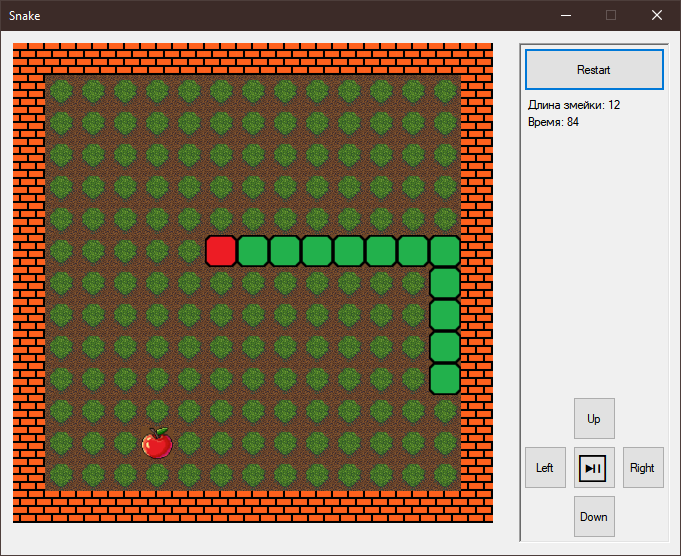 Snake
Restart
Длина змейки: 12
Время: 84
Up
Left
Right
Down